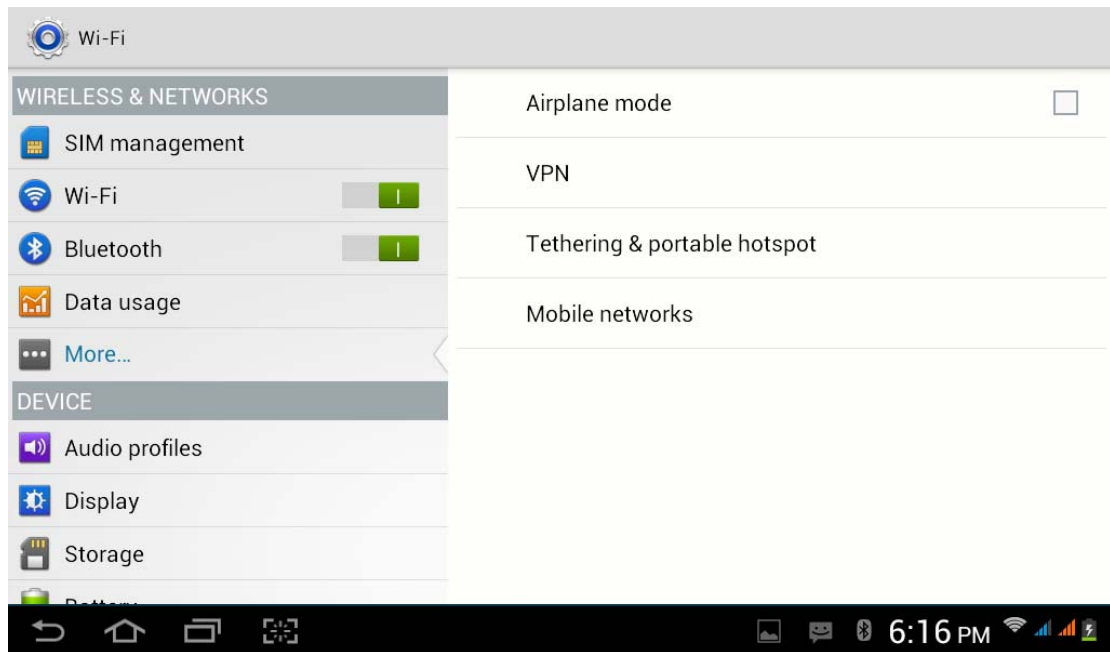 Wi-Fi
WIRELESS & NETWORKS
SIM management
Wi-Fi
Bluetooth
Data usage
More...
DEVICE
Audio profiles
Display
Storage
Airplane mode
VPN
Tethering & portable hotspot
Mobile networks
6:16 PM